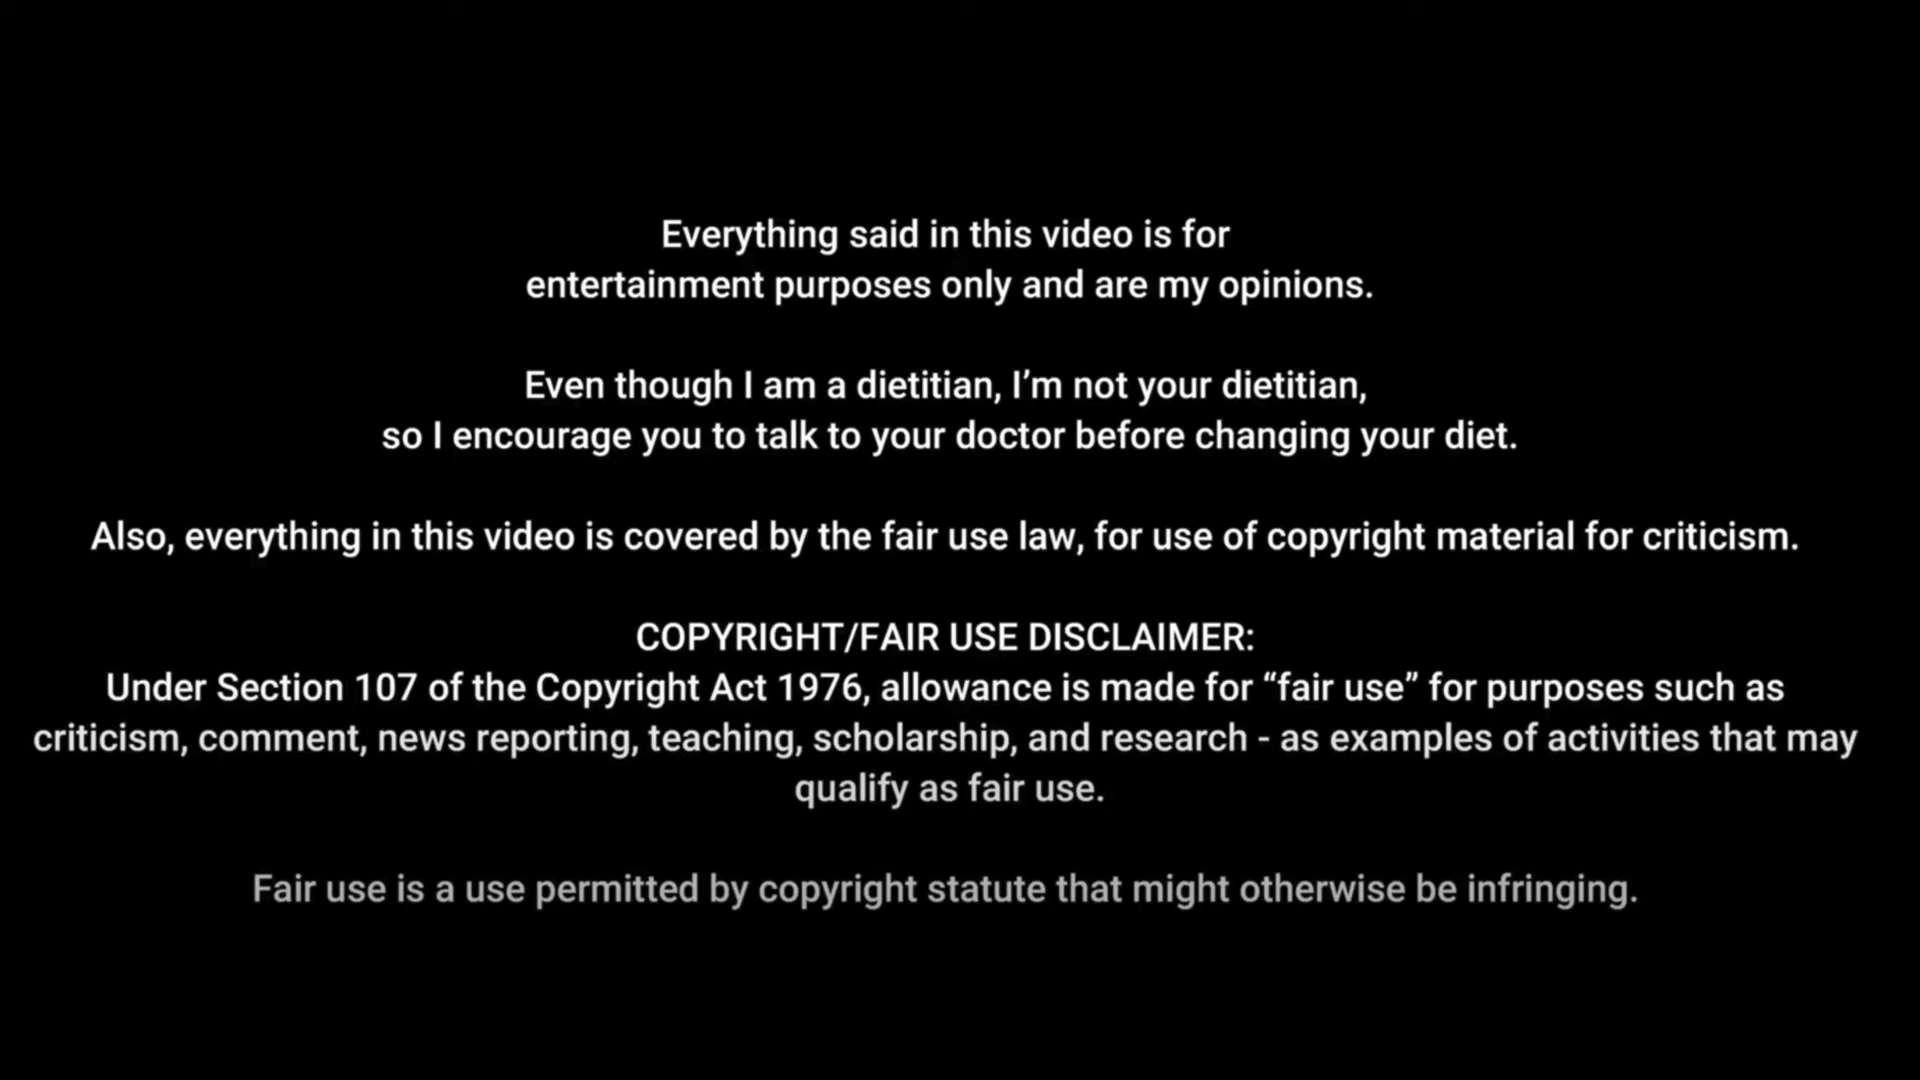 Everything said in this video is for
entertainment purposes only and are my opinions.
Even though I am a dietitian, I’m not your dietitian,
so I encourage you to talk to your doctor before changing your diet.
Also, everything in this video is covered by the fair use law, for use of copyright material for criticism.
COPYRIGHT/FAIR USE DISCLAIMER:
Under Section 107 of the Copyright Act 1976, allowance is made for “fair use” for purposes such as
criticism, comment, news reporting, teaching, scholarship, and research - as examples of activities that may
qualify as fair use.
Fair use is a use permitted by copyright statute that might otherwise be infringing.